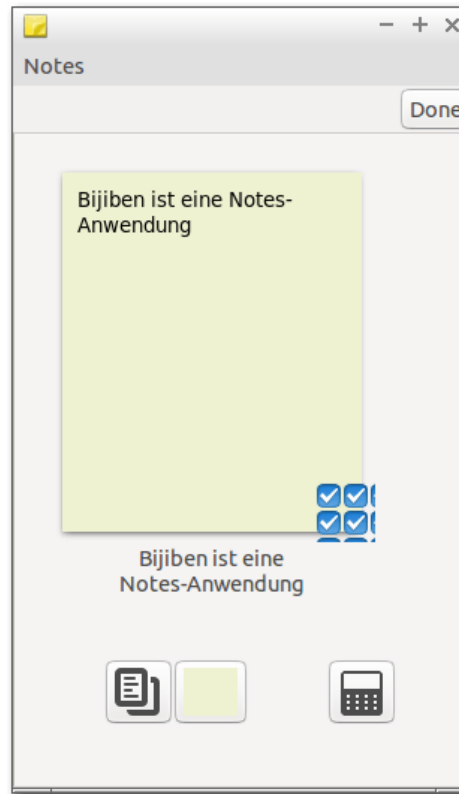 Notes
Done
Bijiben ist eine Notes-
Anwendung
Bijiben ist eine
Notes-Anwendung